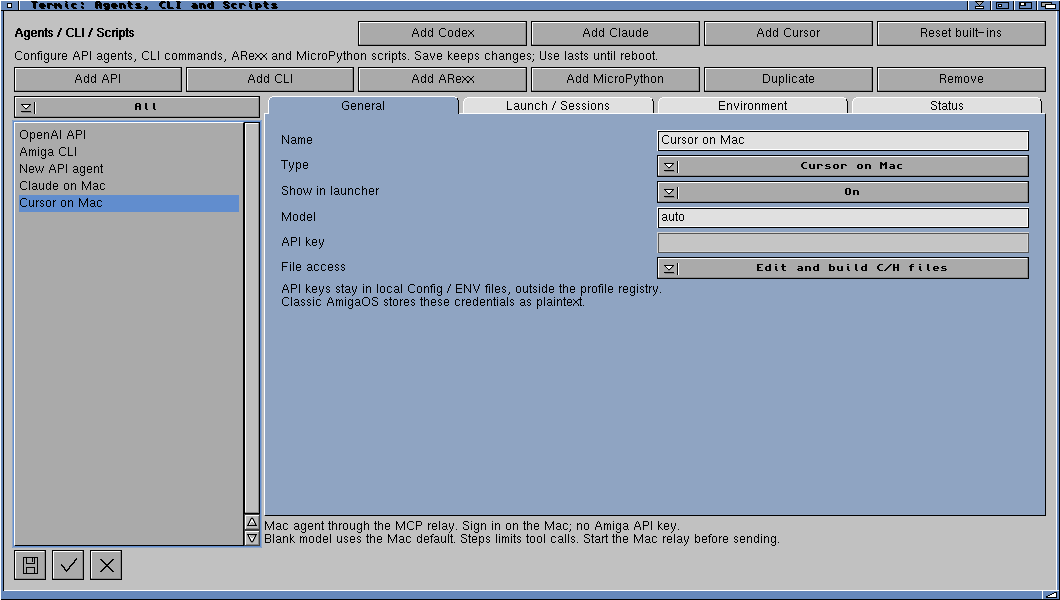 Termic: Agents, CLI and Scripts
Agents / CLI / Scripts
Add Codex
Add Claude
Add Cursor
Reset built-ins
Configure API agents, CLI commands, ARexx and MicroPython scripts. Save keeps changes; Use lasts until reboot.
Add API
Add CLI
Add ARexx
Add MicroPython
Duplicate
Remove
All
General
Launch / Sessions
Environment
Status
OpenAI API
Amiga CLI
New API agent
Claude on Mac
Cursor on Mac
Name
Cursor on Mac
Type
Cursor on Mac
Show in launcher
On
Model
auto
API key
File access
Edit and build C/H files
API keys stay in local Config / ENV files, outside the profile registry.
Classic AmigaOS stores these credentials as plaintext.
Mac agent through the MCP relay. Sign in on the Mac; no Amiga API key.
Blank model uses the Mac default. Steps limits tool calls. Start the Mac relay before sending.